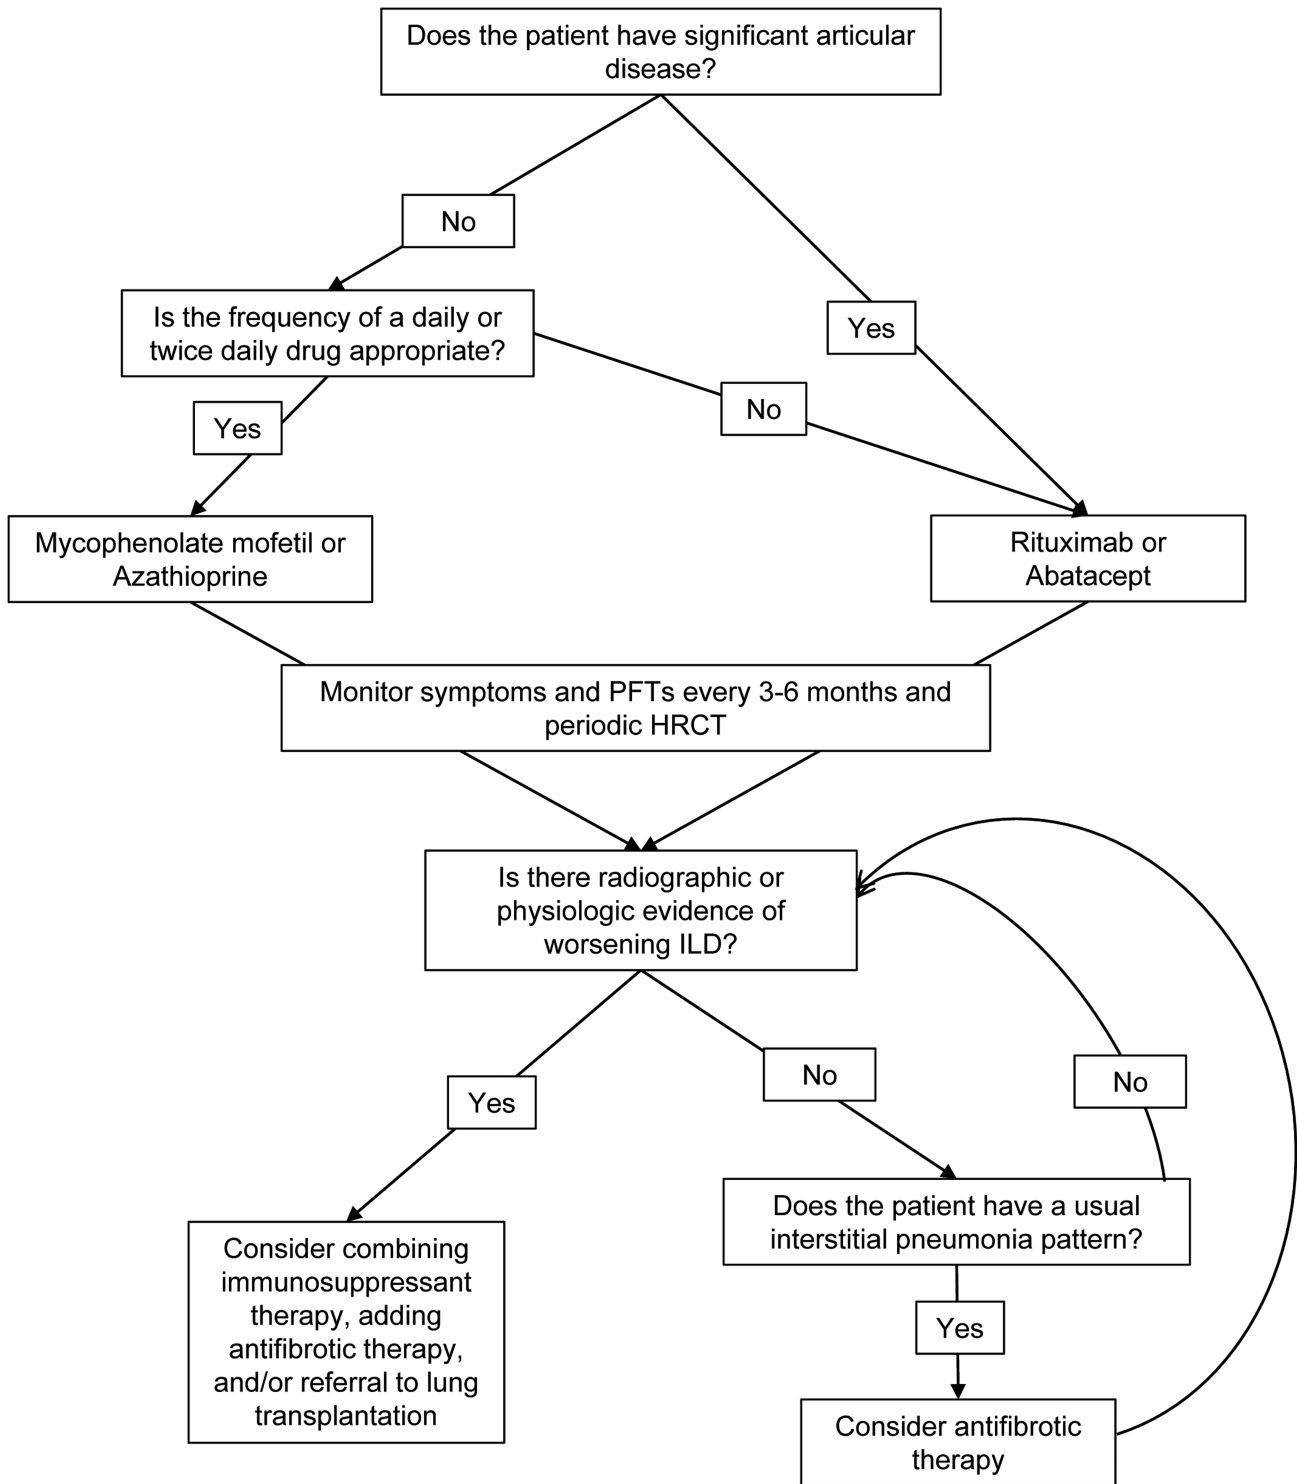 Does the patient have significant articular
disease?
No
Is the frequency of a daily or
twice daily drug appropriate?
Yes
No
Yes
Mycophenolate mofetil or
Azathioprine
Rituximab or
Abatacept
Monitor symptoms and PFTs every 3-6 months and
periodic HRCT
Is there radiographic or
physiologic evidence of
worsening ILD?
Yes
No
No
Consider combining
immunosuppressant
therapy, adding
antifibrotic therapy,
and/or referral to lung
transplantation
Does the patient have a usual
interstitial pneumonia pattern?
Yes
Consider antifibrotic
therapy